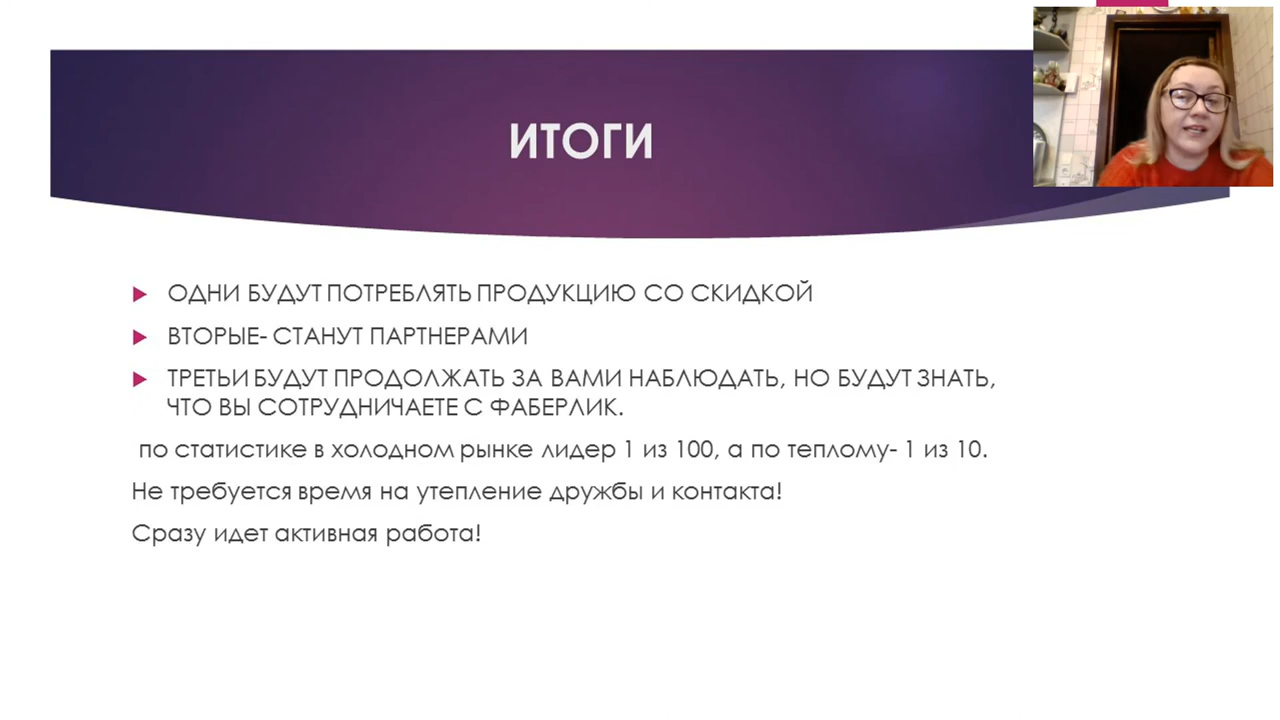 ИТОГИ
ОДНИ БУДУТ ПОТРЕБЛЯТЬ ПРОДУКЦИЮ СО СКИДКОЙ
ВТОРЫЕ- СТАНУТ ПАРТНЕРАМИ
ТРЕТЬИ БУДУТ ПРОДОЛЖАТЬ ЗА ВАМИ НАБЛЮДАТЬ, НО БУДУТ ЗНАТЬ,
ЧТО ВЫ СОТРУДНИЧАЕТЕ С ФАБЕРЛИК.
по статистике в холодном рынке лидер 1 из 100, а по теплому- 1 из 10.
Не требуется время на утепление дружбы и контакта!
Сразу идет активная работа!